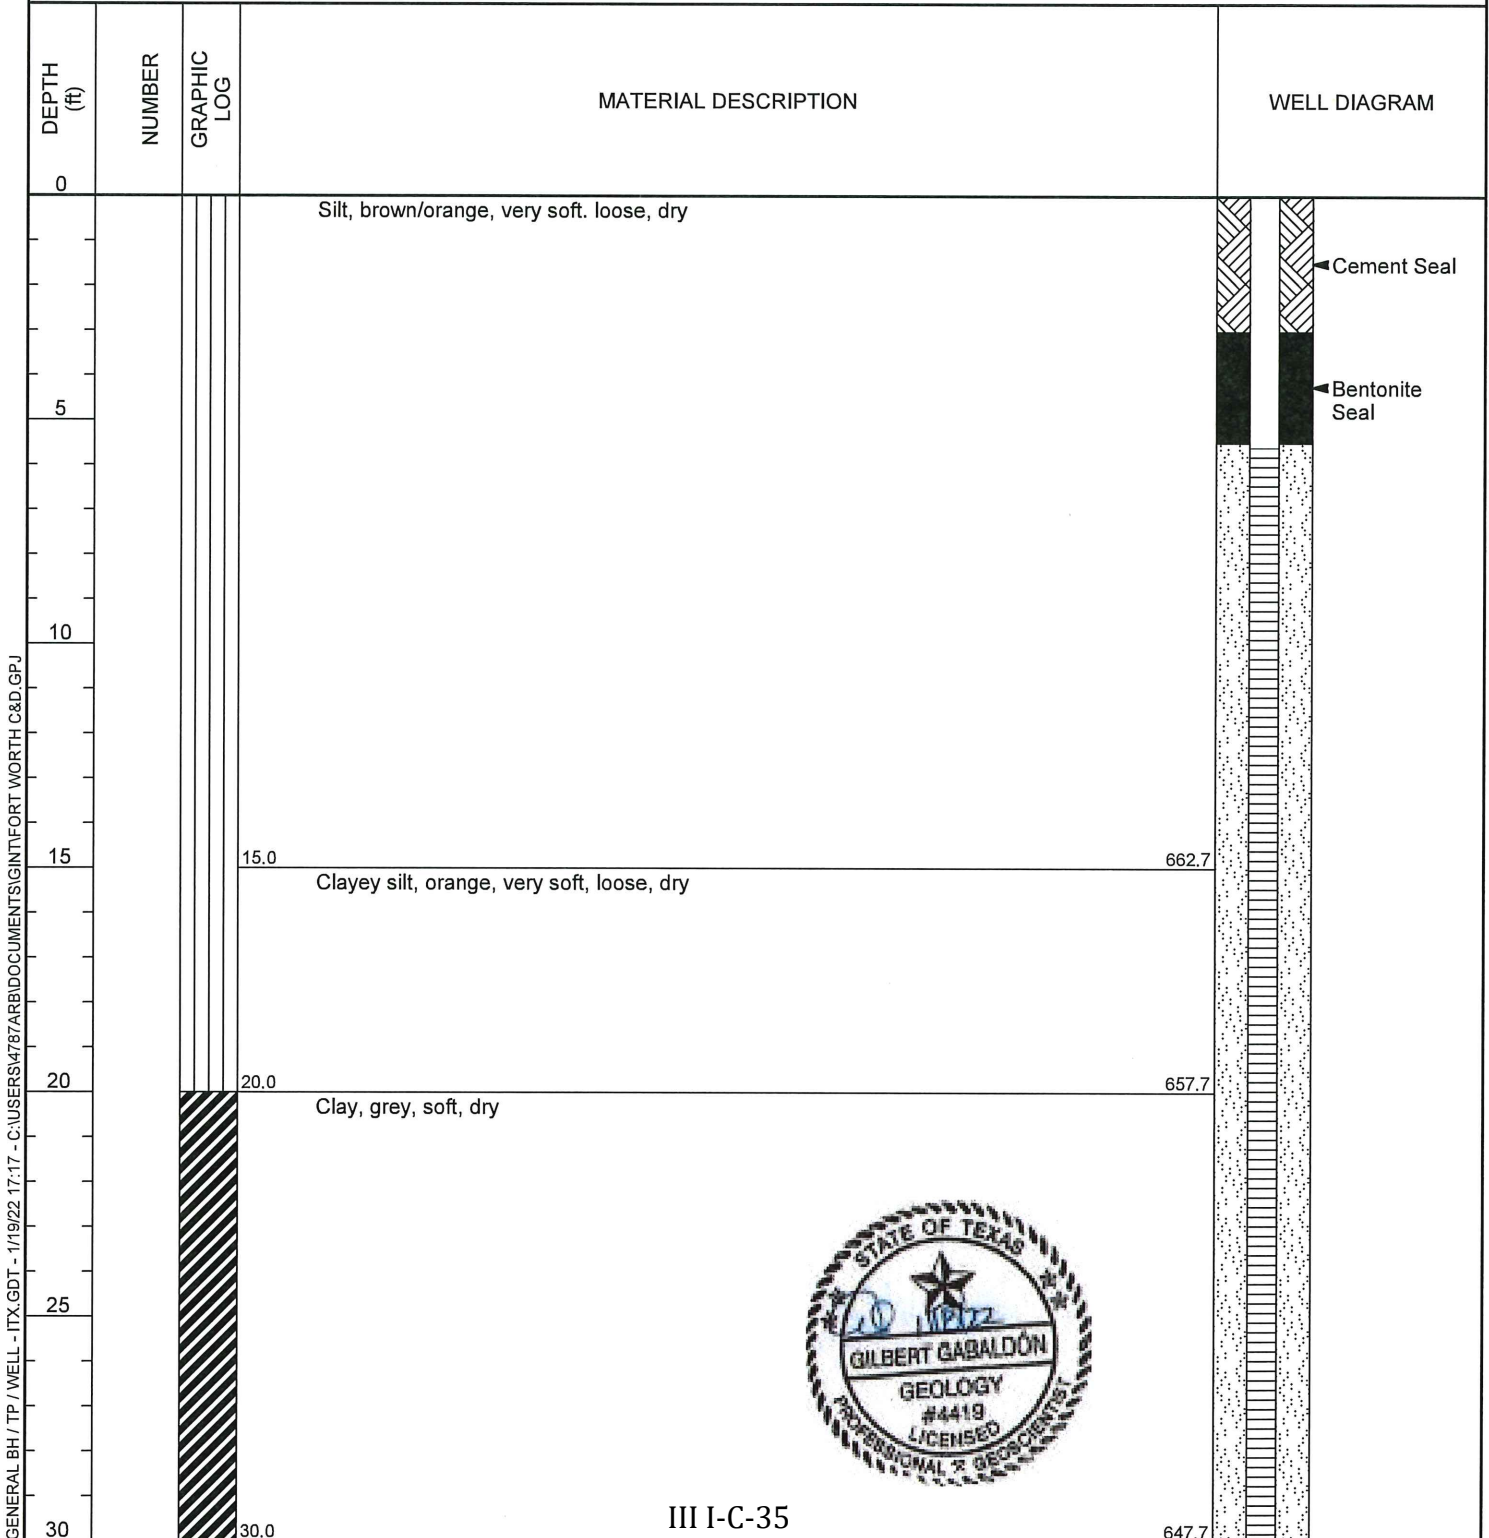 DEPTH
(ft)
NUMBER
GRAPHIC
LOG
MATERIAL DESCRIPTION
WELL DIAGRAM
0
Silt, brown/orange, very soft. loose, dry
Cement Seal
Bentonite
Seal
5
10
15
15.0
662.7
Clayey silt, orange, very soft, loose, dry
20
20.0
657.7
Clay, grey, soft, dry
25
STATE OF TEXAS
GILBERT GABALDÓN
GEOLOGY
#4419
LICENSED
PROFESSIONAL GEOSCIENTIST
III I-C-35
30
30.0
647.7
GENERAL BH / TP / WELL - ITX.GDT - 1/19/22 17:17 - C:\USERS\4787ARB\DOCUMENTS\GINT\FORT WORTH C&D.GPJ